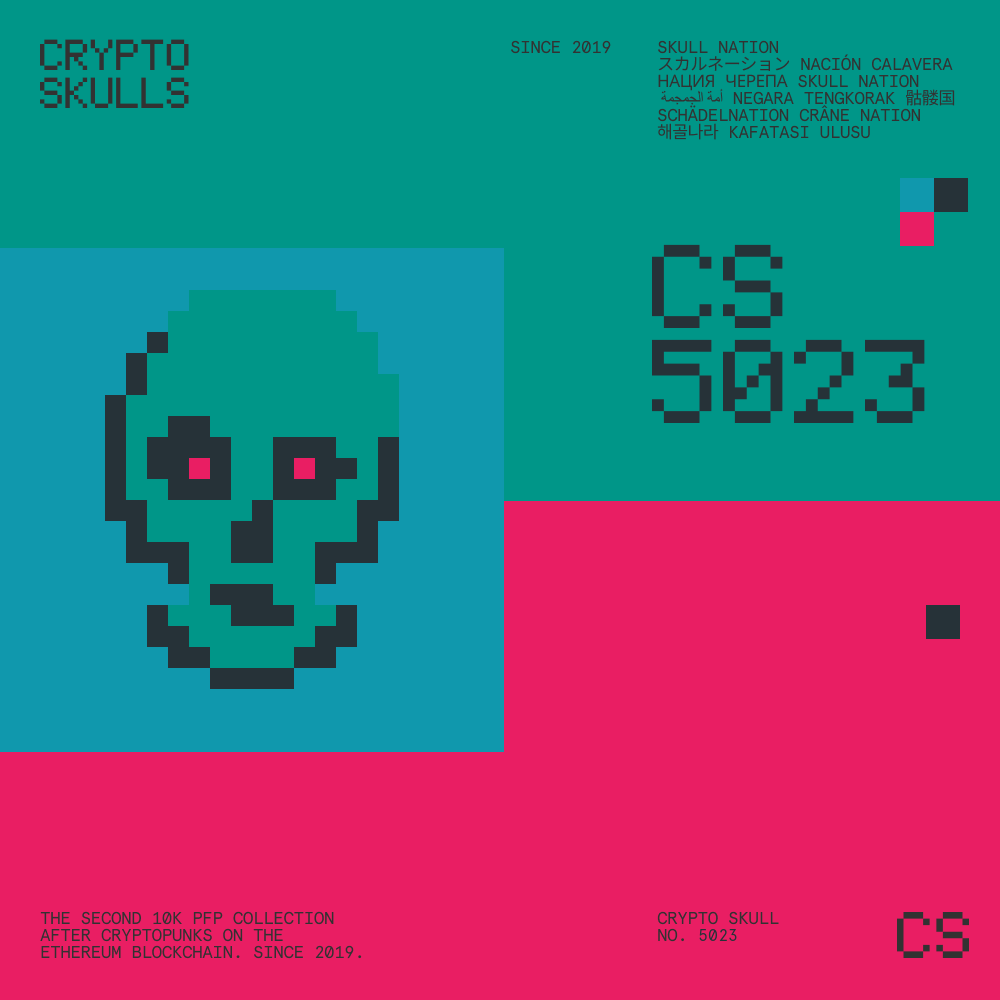 CRYPTO
SKULLS
SINCE 2019
SKULL NATION
スカルネーション NACIÓN CALAVERA
НАЦИЯ ЧЕРЕПА SKULL NATION
أمة الجمجمة NEGARA TENGKORAK 骷髅国
SCHÄDELNATION CRÂNE NATION
해골나라 KAFATASI ULUSU
CS
5023
THE SECOND 10K PFP COLLECTION
AFTER CRYPTOPUNKS ON THE
ETHEREUM BLOCKCHAIN. SINCE 2019.
CRYPTO SKULL
NO. 5023
CS